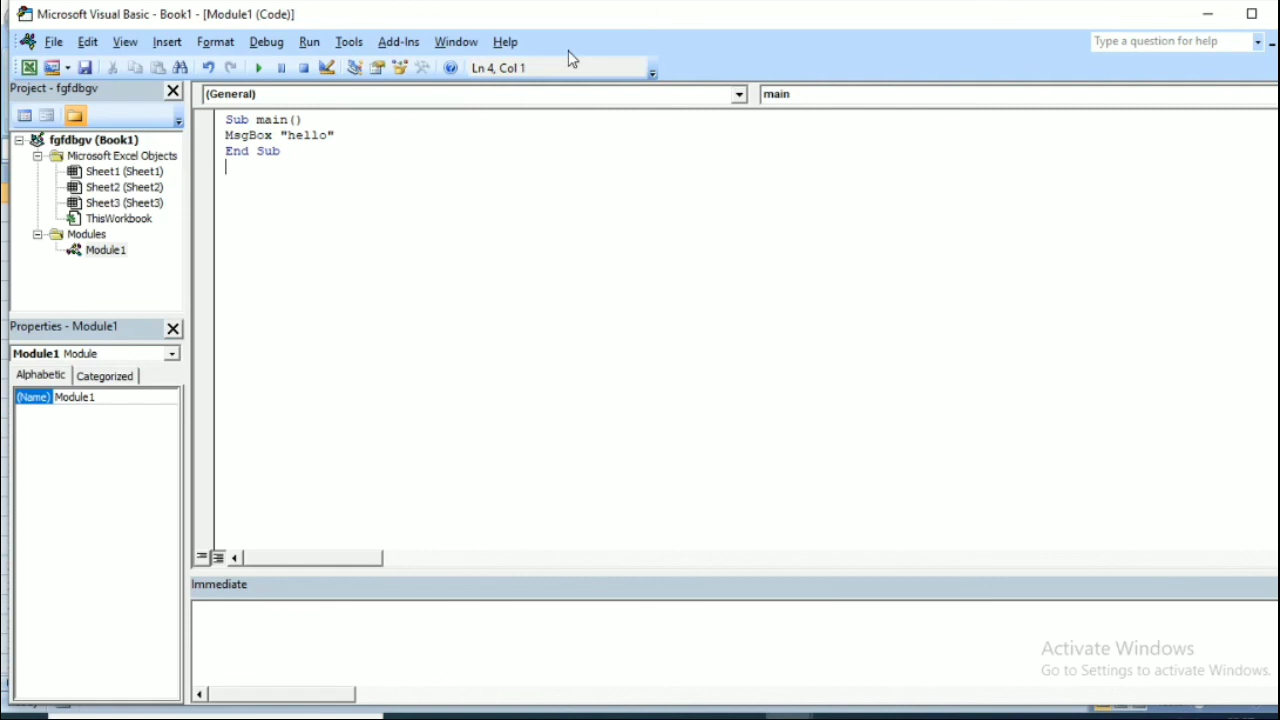 Microsoft Visual Basic - Book1 - [Module1 (Code)]
File Edit View Insert Format Debug Run Tools Add-Ins Window Help
Type a question for help
Ln 4, Col 1
Project - fgfdbgv
(General)
main
fgfdbgv (Book1)
Microsoft Excel Objects
Sheet1 (Sheet1)
Sheet2 (Sheet2)
Sheet3 (Sheet3)
ThisWorkbook
Modules
Module1
Sub main()
MsgBox "hello"
End Sub
Properties - Module1
Module1 Module
Alphabetic Categorized
(Name) Module1
Immediate
Activate Windows
Go to Settings to activate Windows.